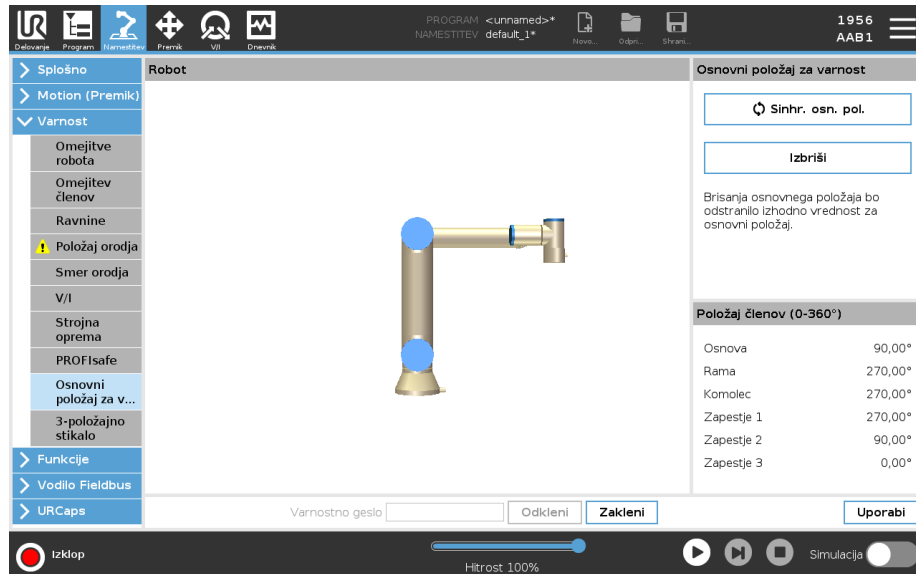 PROGRAM <unnamed>*
NAMESTITEV default_1*
UR
Delovanje Program Namestitev Premik V/I Dnevnik
Novo... Odpri... Shrani...
1956
AAB1
Splošno
Motion (Premik)
Varnost
Omejitve
robota
Omejitev
členov
Ravnine
Položaj orodja
Smer orodja
V/I
Strojna
oprema
PROFIsafe
Osnovni
položaj za v...
3-položajno
stikalo
Funkcije
Vodilo Fieldbus
URCaps
Robot
Varnostno geslo Odkleni Zakleni
Osnovni položaj za varnost
Sinhr. osn. pol.
Izbriši
Brisanja osnovnega položaja bo
odstranilo izhodno vrednost za
osnovni položaj.
Položaj členov (0-360°)
Osnova 90,00°
Rama 270,00°
Komolec 270,00°
Zapestje 1 270,00°
Zapestje 2 90,00°
Zapestje 3 0,00°
Uporabi
Izklop
Hitrost 100%
Simulacija